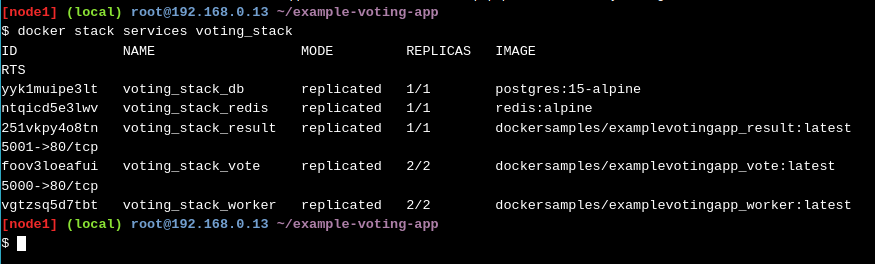 [node1] (local) root@192.168.0.13 ~/example-voting-app
$ docker stack services voting_stack
ID             NAME                  MODE         REPLICAS   IMAGE
RTS
yyk1muipe3lt   voting_stack_db       replicated   1/1        postgres:15-alpine
ntqicd5e3lwv   voting_stack_redis    replicated   1/1        redis:alpine
251vkpy4o8tn   voting_stack_result   replicated   1/1        dockersamples/examplevotingapp_result:latest
5001->80/tcp
foov3loeafui   voting_stack_vote     replicated   2/2        dockersamples/examplevotingapp_vote:latest
5000->80/tcp
vgtzsq5d7tbt   voting_stack_worker   replicated   2/2        dockersamples/examplevotingapp_worker:latest
[node1] (local) root@192.168.0.13 ~/example-voting-app
$